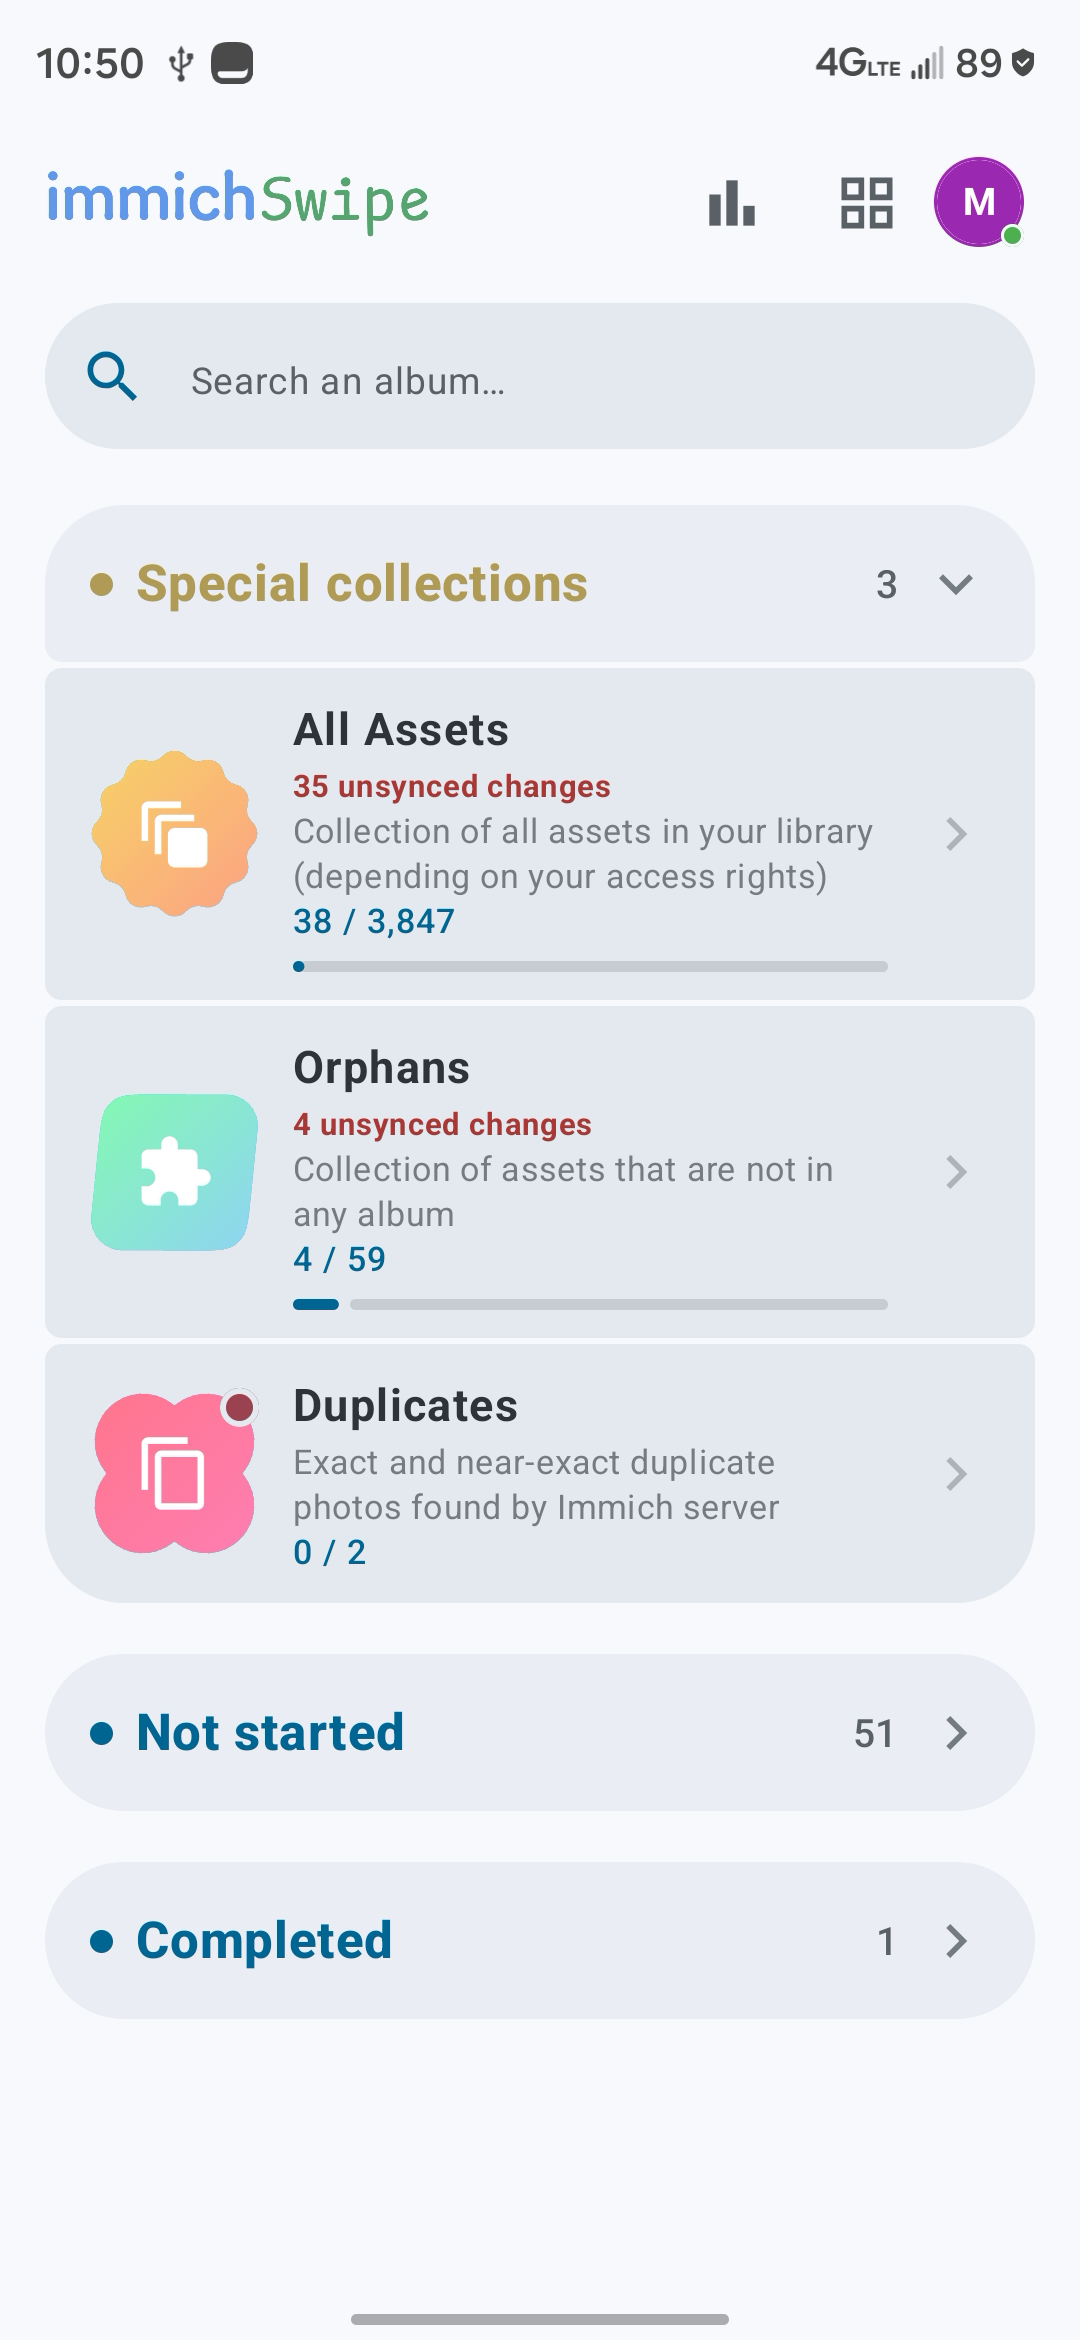 10:50
4GLTE 89
immichSwipe
M
Search an album...
Special collections 3
All Assets
35 unsynced changes
Collection of all assets in your library
(depending on your access rights)
38 / 3,847
Orphans
4 unsynced changes
Collection of assets that are not in
any album
4 / 59
Duplicates
Exact and near-exact duplicate
photos found by Immich server
0 / 2
Not started 51
Completed 1